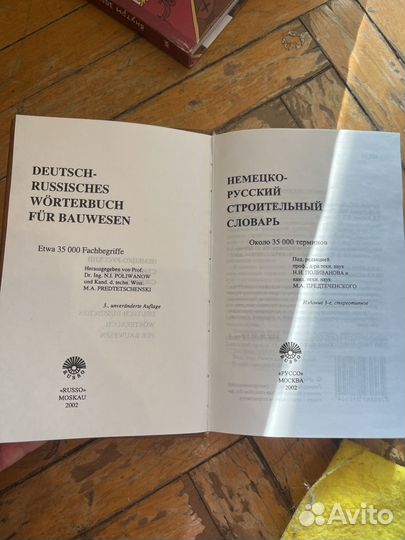 DEUTSCH-
RUSSISCHES
WÖRTERBUCH
FÜR BAUWESEN
Etwa 35 000 Fachbegriffe
Herausgegeben von Prof.
Dr. Ing. N.I. POLIWANOW
und Kand. d. techn. Wiss.
M.A. PREDTETSCHENSKI
3., unveränderte Auflage
RUSSO
«RUSSO»
MOSKAU
2002
НЕМЕЦКО-
РУССКИЙ
СТРОИТЕЛЬНЫЙ
СЛОВАРЬ
Около 35 000 терминов
Под редакцией
проф., д-ра техн. наук
Н.И. ПОЛИВАНОВА и
канд. техн. наук
М.А. ПРЕДТЕЧЕНСКОГО
Издание 3-е, стереотипное
RUSSO
«РУССО»
МОСКВА
2002
Avito